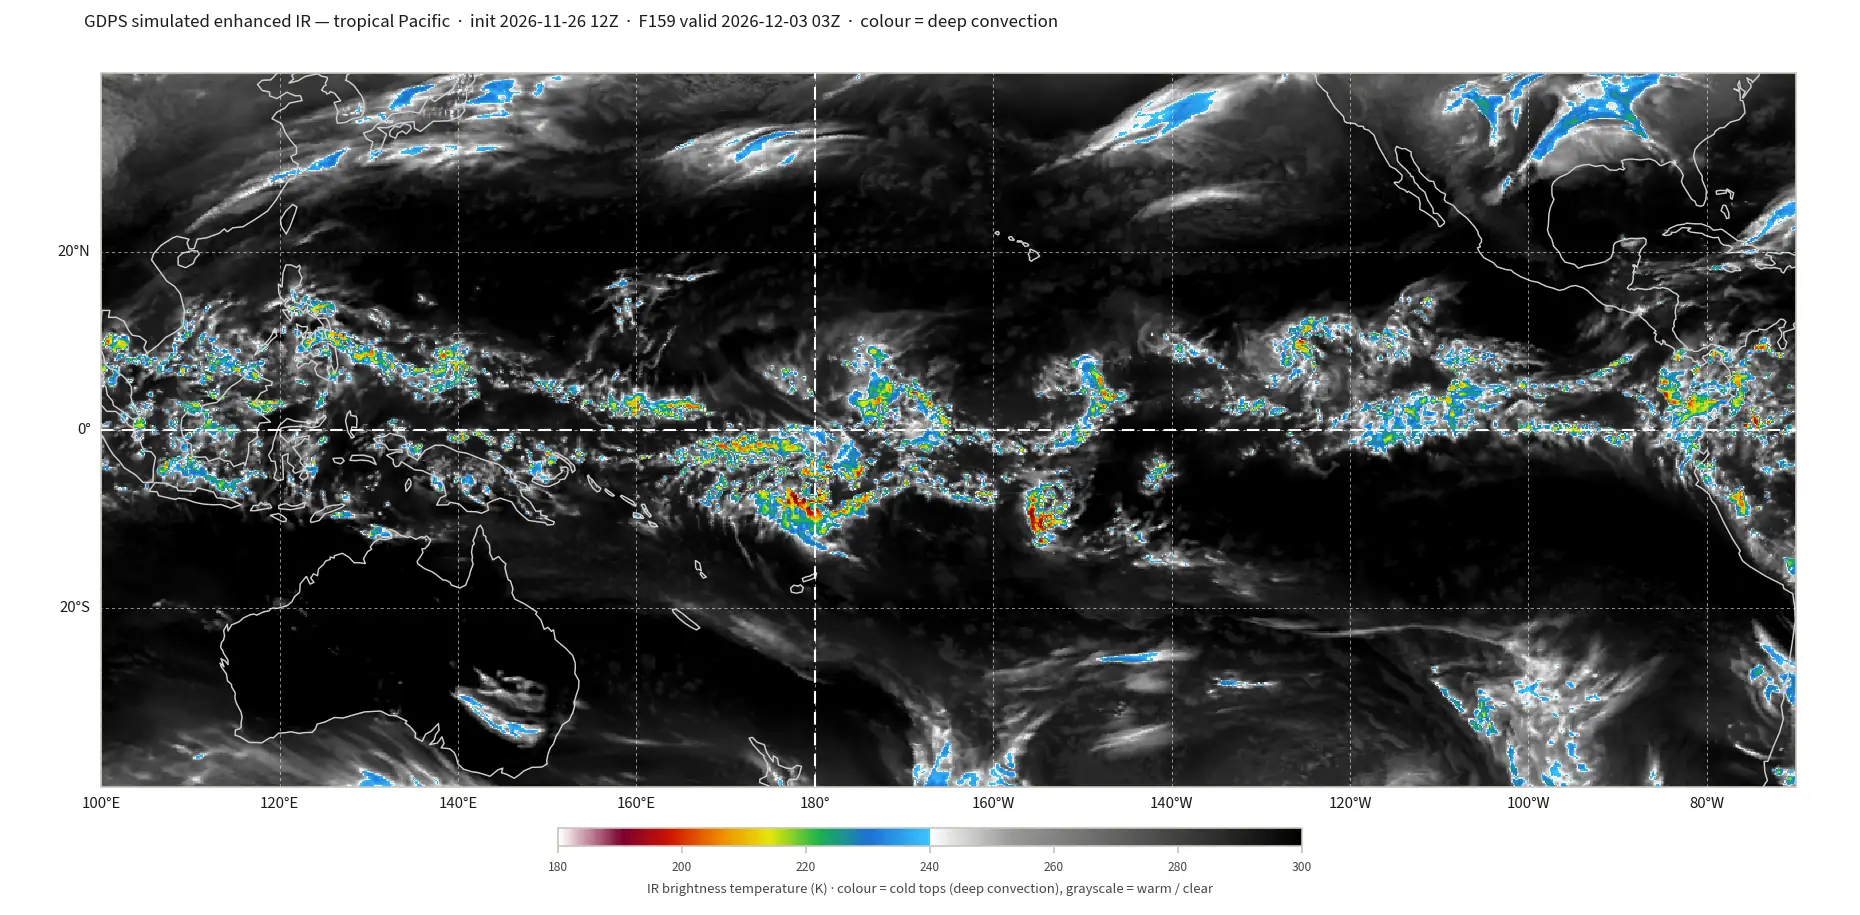 GDPS simulated enhanced IR — tropical Pacific · init 2026-11-26 12Z · F159 valid 2026-12-03 03Z · colour = deep convection
20°N
0°
20°S
100°E 120°E 140°E 160°E 180° 160°W 140°W 120°W 100°W 80°W
180 200 220 240 260 280 300
IR brightness temperature (K) · colour = cold tops (deep convection), grayscale = warm / clear